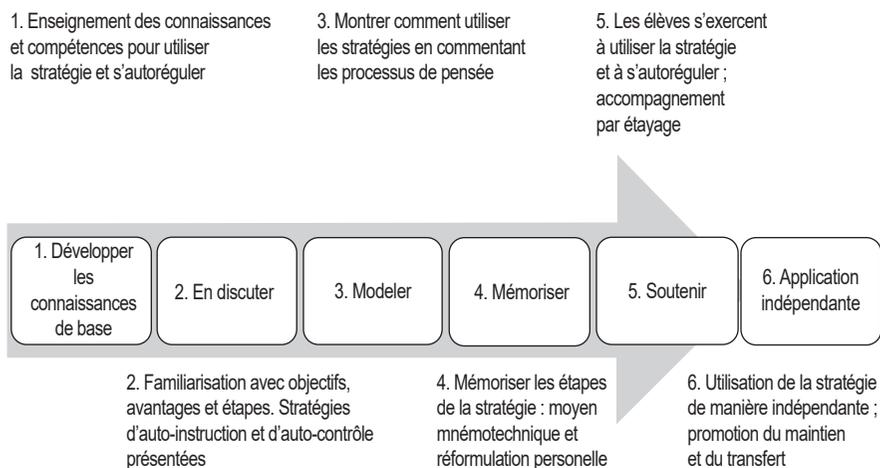 1. Enseignement des connaissances
et compétences pour utiliser
la stratégie et s’autoréguler
3. Montrer comment utiliser
les stratégies en commentant
les processus de pensée
5. Les élèves s’exercent
à utiliser la stratégie
et à s’autoréguler ;
accompagnement
par étayage
1. Développer
les
connaissances
de base
2. En discuter
3. Modeler
4. Mémoriser
5. Soutenir
6. Application
indépendante
2. Familiarisation avec objectifs,
avantages et étapes. Stratégies
d’auto-instruction et d’auto-contrôle
présentées
4. Mémoriser les étapes
de la stratégie : moyen
mnémotechnique et
réformulation personelle
6. Utilisation de la stratégie
de manière indépendante ;
promotion du maintien
et du transfert